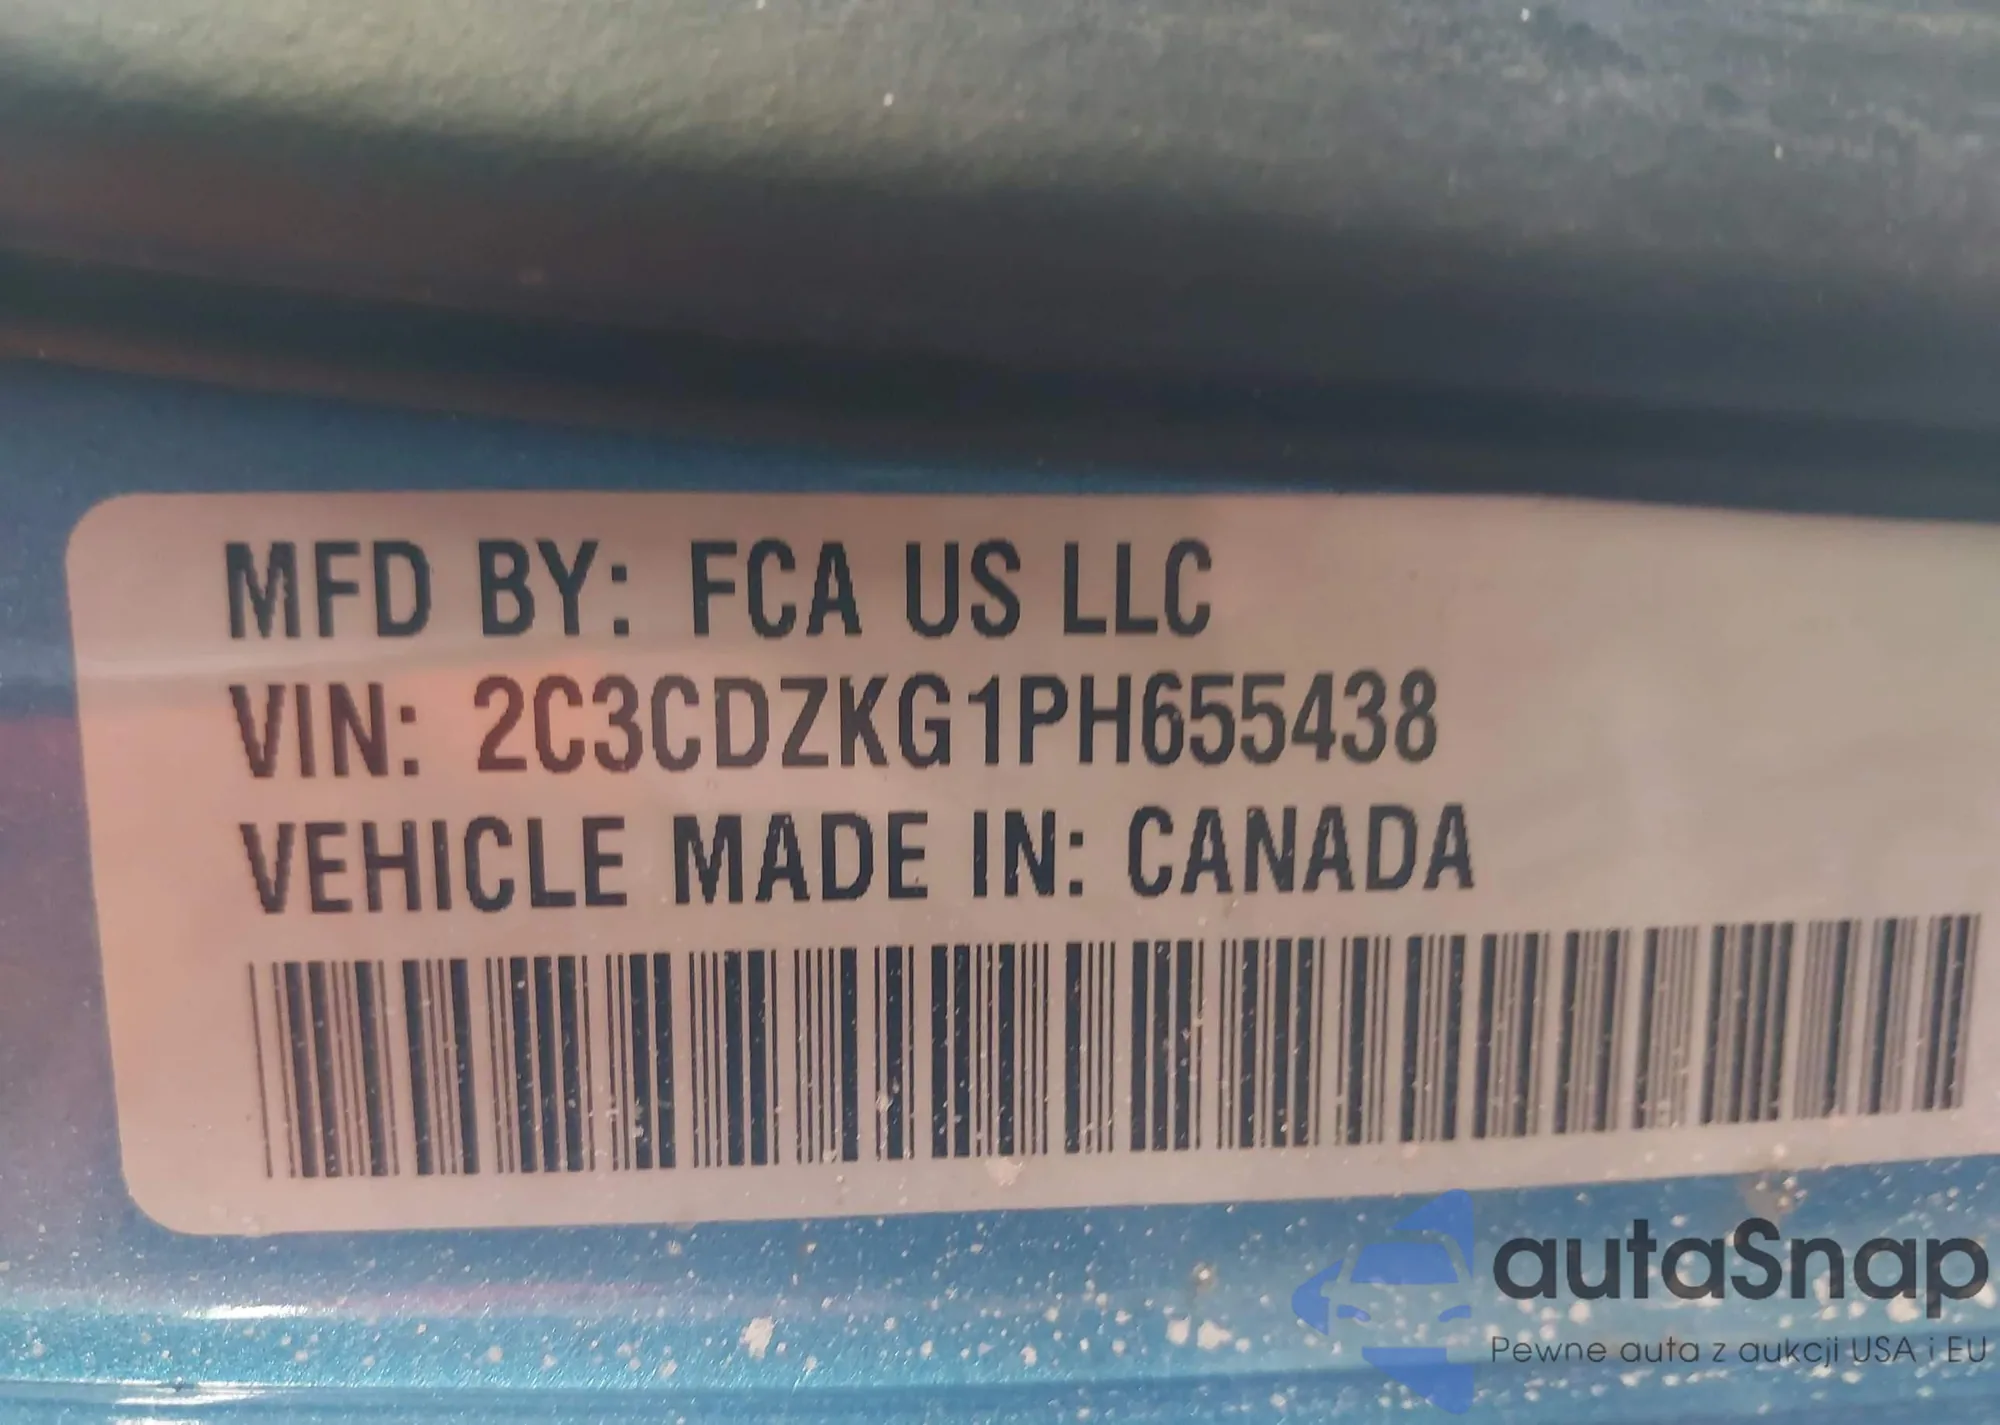 MFD BY: FCA US LLC
VIN: 2C3CDZKG1PH655438
VEHICLE MADE IN: CANADA
autaSnap
Pewne auta z aukcji USA i EU